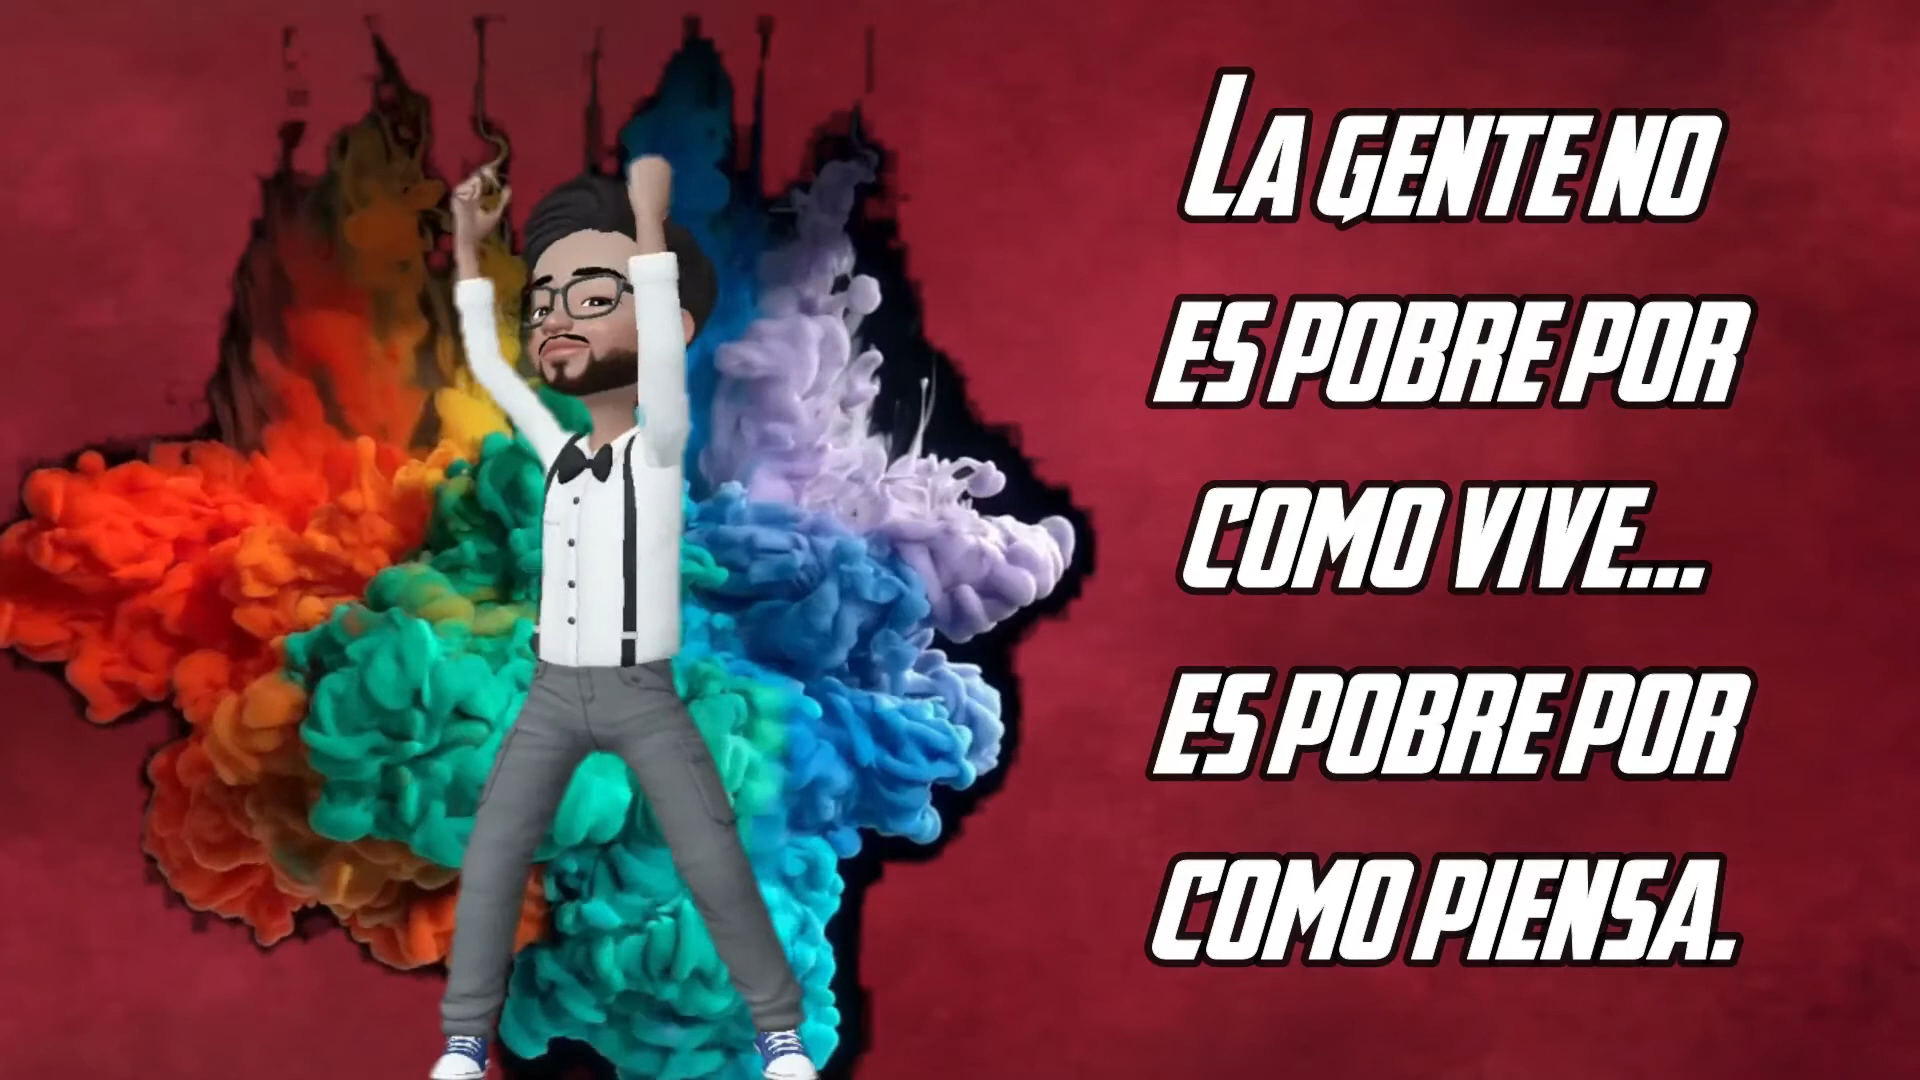 La gente no
es pobre por
como vive...
es pobre por
como piensa.